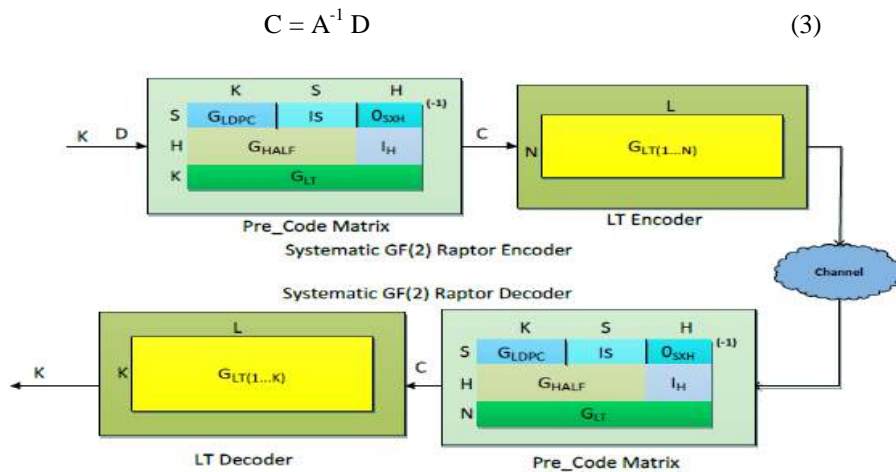 C = A⁻¹ D (3)
K S H
S G_LDPC Is 0_SXH (-1)
K D H G_HALF I_H C
K G_LT
Pre_Code Matrix
L
N G_LT(1...N)
LT Encoder
Systematic GF(2) Raptor Encoder
Channel
Systematic GF(2) Raptor Decoder
L
K K G_LT(1...K)
LT Decoder
K S H
S G_LDPC Is 0_SXH (-1)
C H G_HALF I_H
N G_LT
Pre_Code Matrix